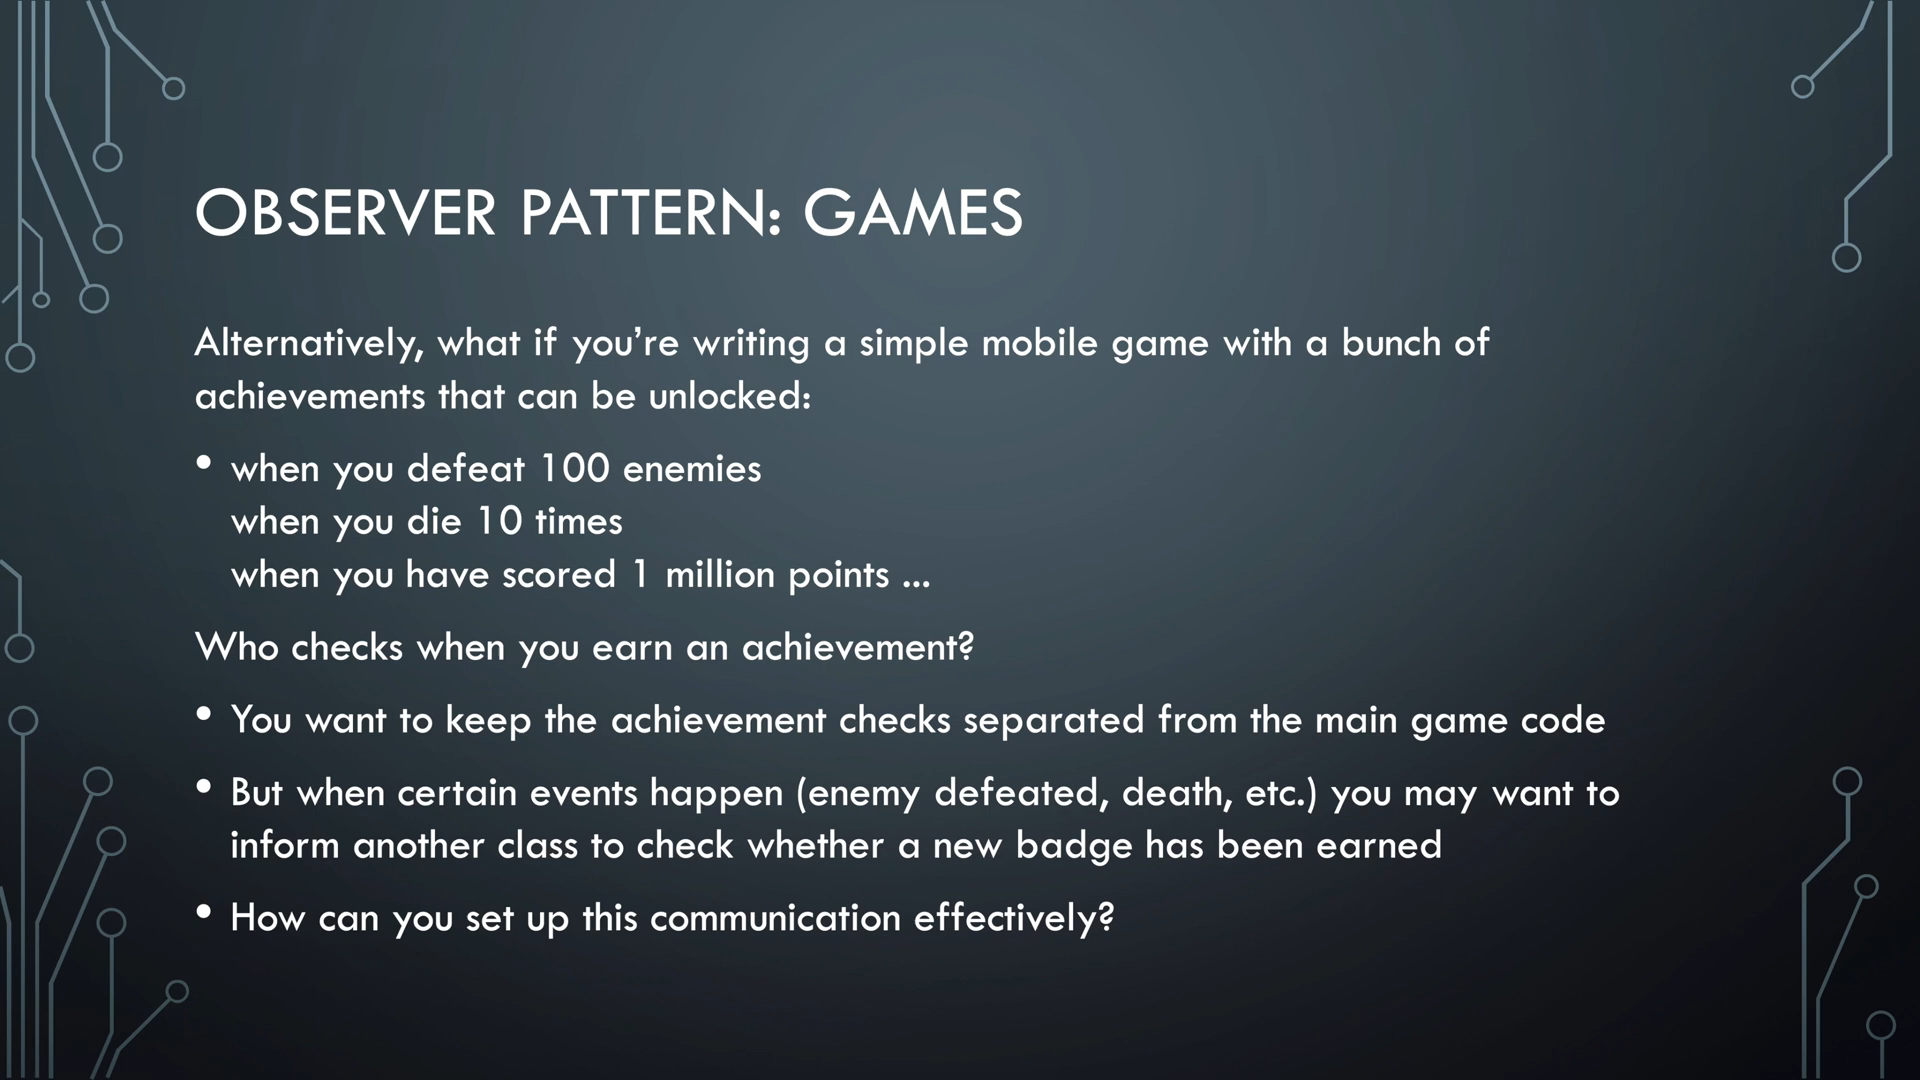 OBSERVER PATTERN: GAMES
Alternatively, what if you’re writing a simple mobile game with a bunch of
achievements that can be unlocked:
• when you defeat 100 enemies
when you die 10 times
when you have scored 1 million points ...
Who checks when you earn an achievement?
• You want to keep the achievement checks separated from the main game code
• But when certain events happen (enemy defeated, death, etc.) you may want to
inform another class to check whether a new badge has been earned
• How can you set up this communication effectively?